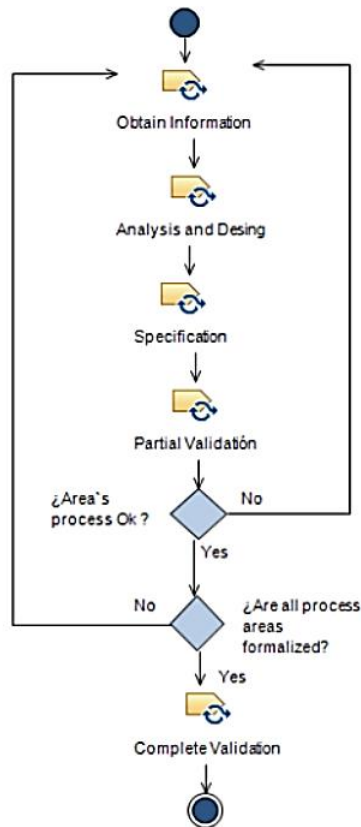 Obtain Information
Analysis and Desing
Specification
Partial Validatión
¿Area`s
process Ok ?
No
Yes
No
¿Are all process
areas
formalized?
Yes
Complete Validation